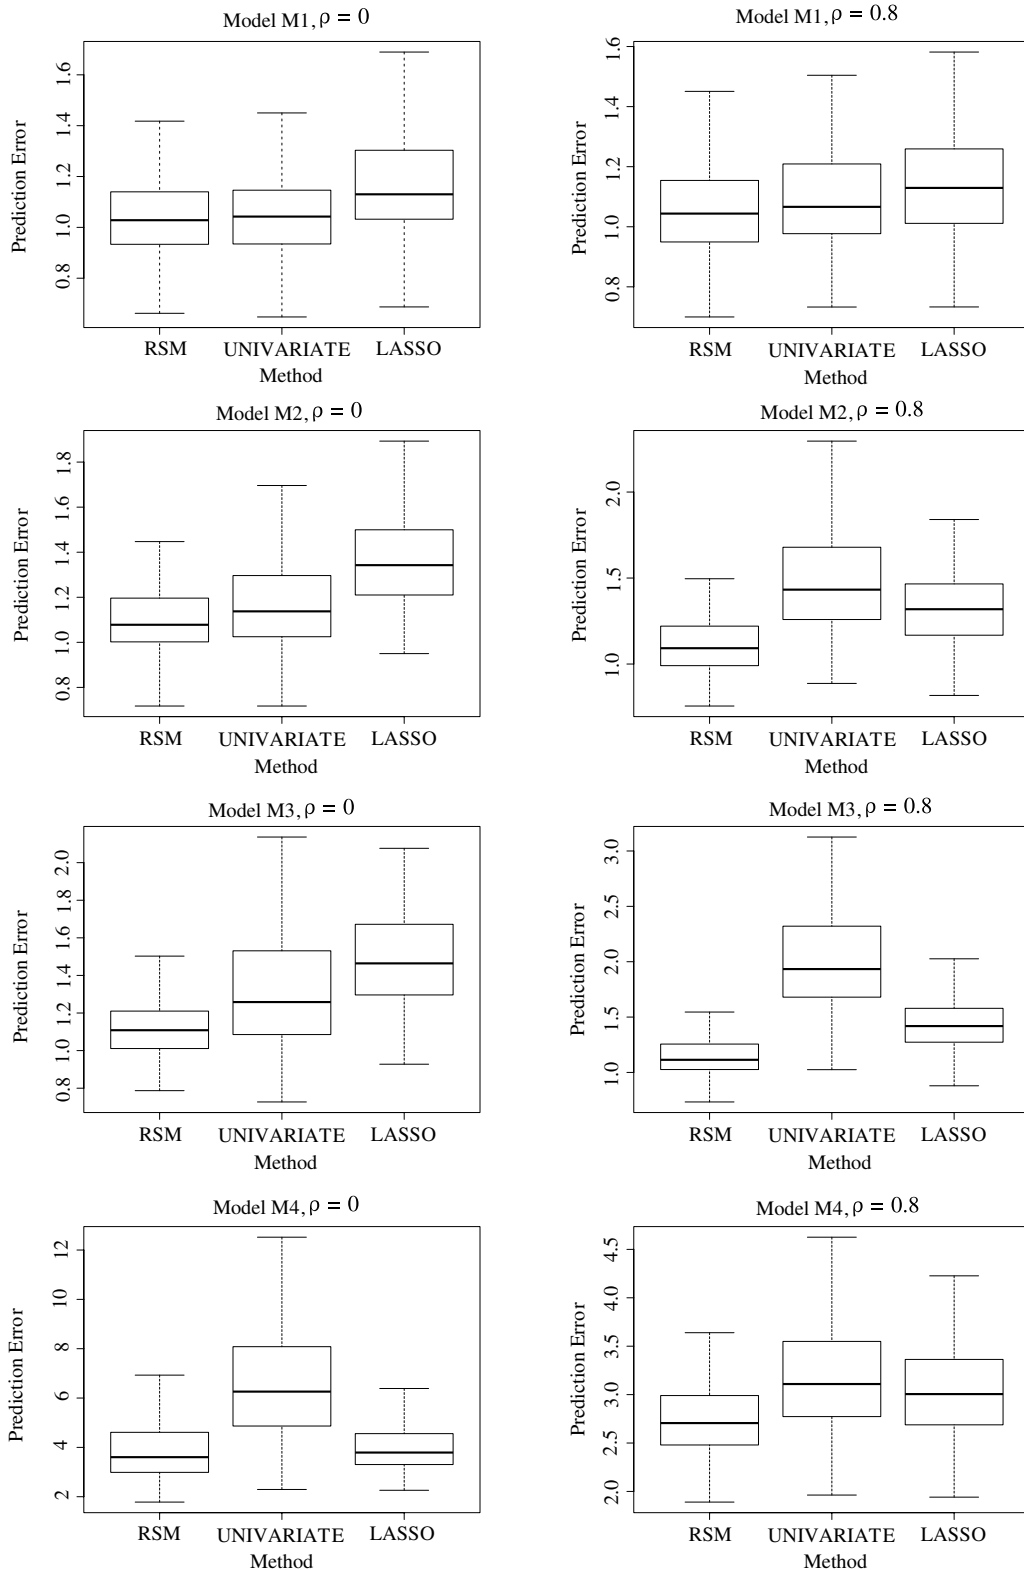 Model M1, ρ = 0
Prediction Error
0.8 1.0 1.2 1.4 1.6
RSM UNIVARIATE LASSO
Method
Model M1, ρ = 0.8
Prediction Error
0.8 1.0 1.2 1.4 1.6
RSM UNIVARIATE LASSO
Method
Model M2, ρ = 0
Prediction Error
0.8 1.0 1.2 1.4 1.6 1.8
RSM UNIVARIATE LASSO
Method
Model M2, ρ = 0.8
Prediction Error
1.0 1.5 2.0
RSM UNIVARIATE LASSO
Method
Model M3, ρ = 0
Prediction Error
0.8 1.0 1.2 1.4 1.6 1.8 2.0
RSM UNIVARIATE LASSO
Method
Model M3, ρ = 0.8
Prediction Error
1.0 1.5 2.0 2.5 3.0
RSM UNIVARIATE LASSO
Method
Model M4, ρ = 0
Prediction Error
2 4 6 8 10 12
RSM UNIVARIATE LASSO
Method
Model M4, ρ = 0.8
Prediction Error
2.0 2.5 3.0 3.5 4.0 4.5
RSM UNIVARIATE LASSO
Method